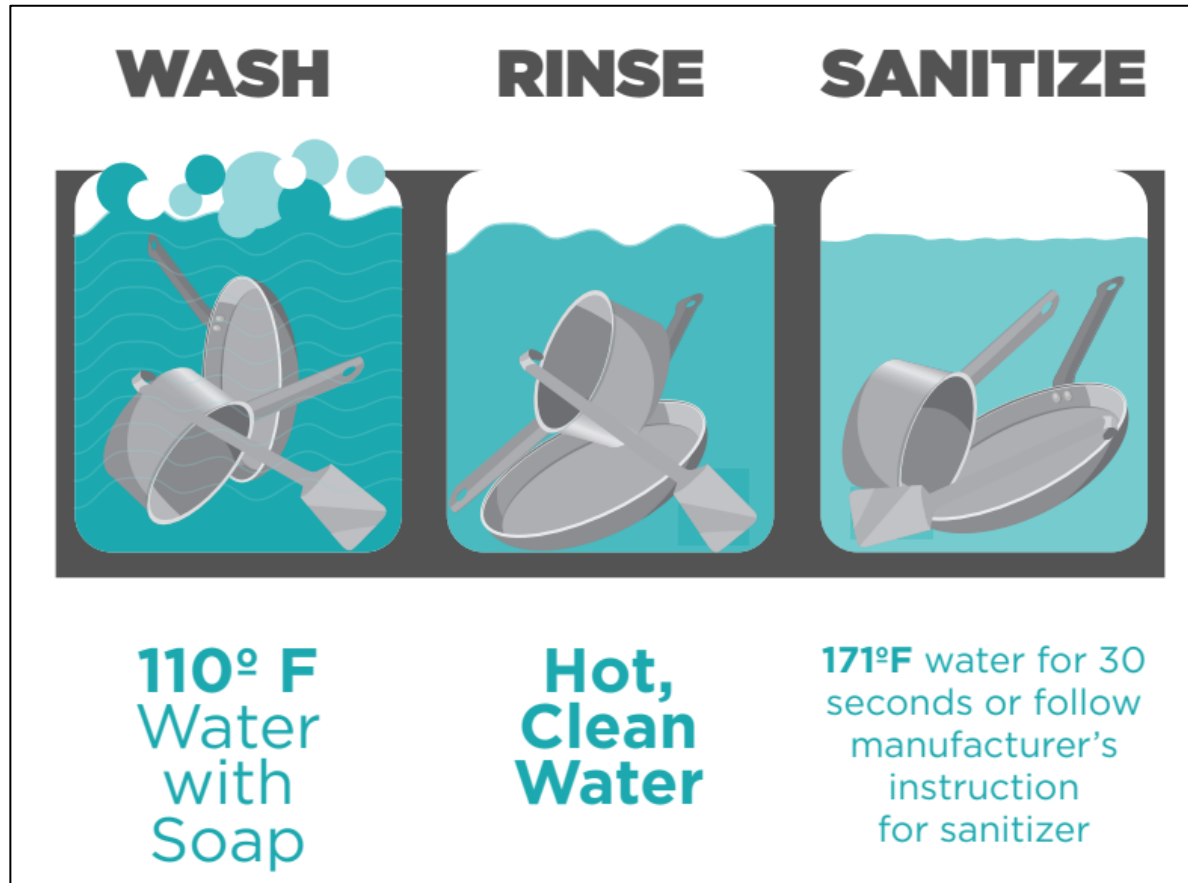 WASH
RINSE
SANITIZE
110º F
Water
with
Soap
Hot,
Clean
Water
171ºF water for 30
seconds or follow
manufacturer’s
instruction
for sanitizer